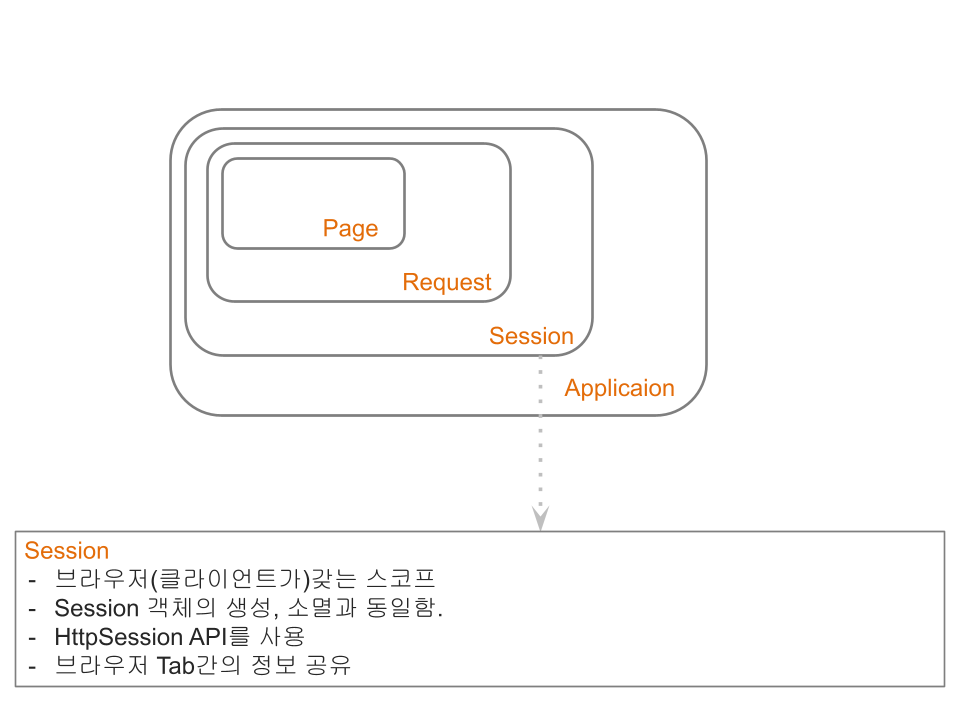 Page
Request
Session
Applicaion
Session
- 브라우저(클라이언트가)갖는 스코프
- Session 객체의 생성, 소멸과 동일함.
- HttpSession API를 사용
- 브라우저 Tab간의 정보 공유